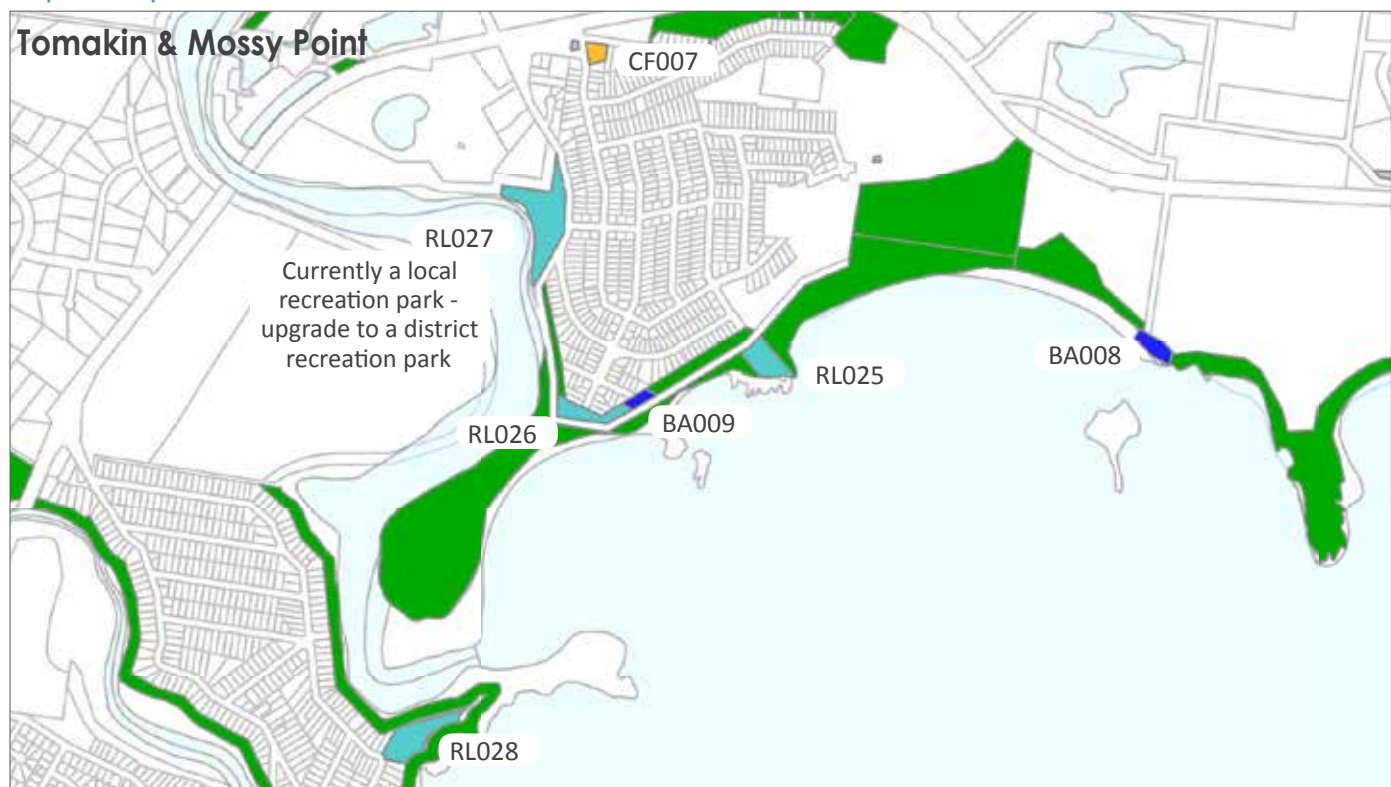 Tomakin & Mossy Point
CF007
RL027
Currently a local
recreation park -
upgrade to a district
recreation park
BA008
RL025
BA009
RL026
RL028